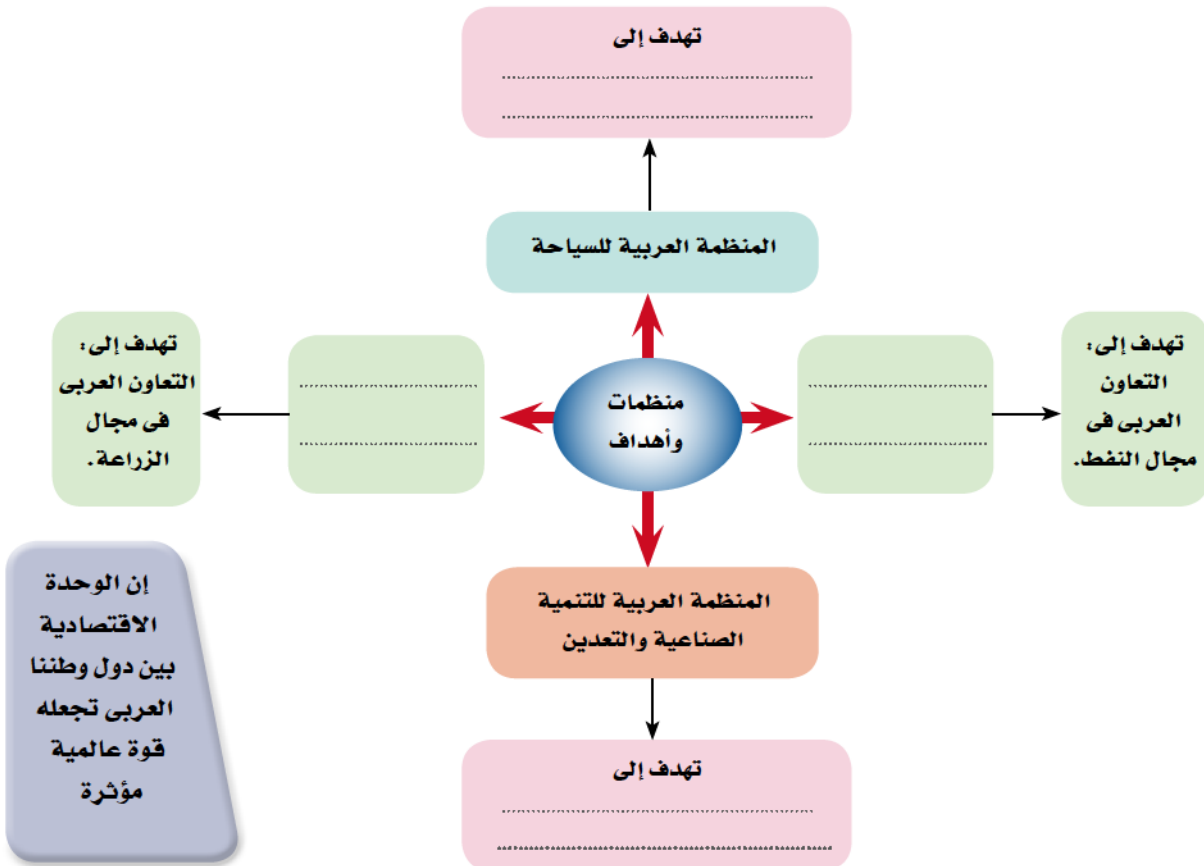 تهدف إلى
المنظمة العربية للسياحة
تهدف إلى:
التعاون
العربى فى
مجال النفط.
منظمات
وأهداف
تهدف إلى:
التعاون العربى
فى مجال
الزراعة.
المنظمة العربية للتنمية
الصناعية والتعدين
تهدف إلى
إن الوحدة
الاقتصادية
بين دول وطننا
العربى تجعله
قوة عالمية
مؤثرة